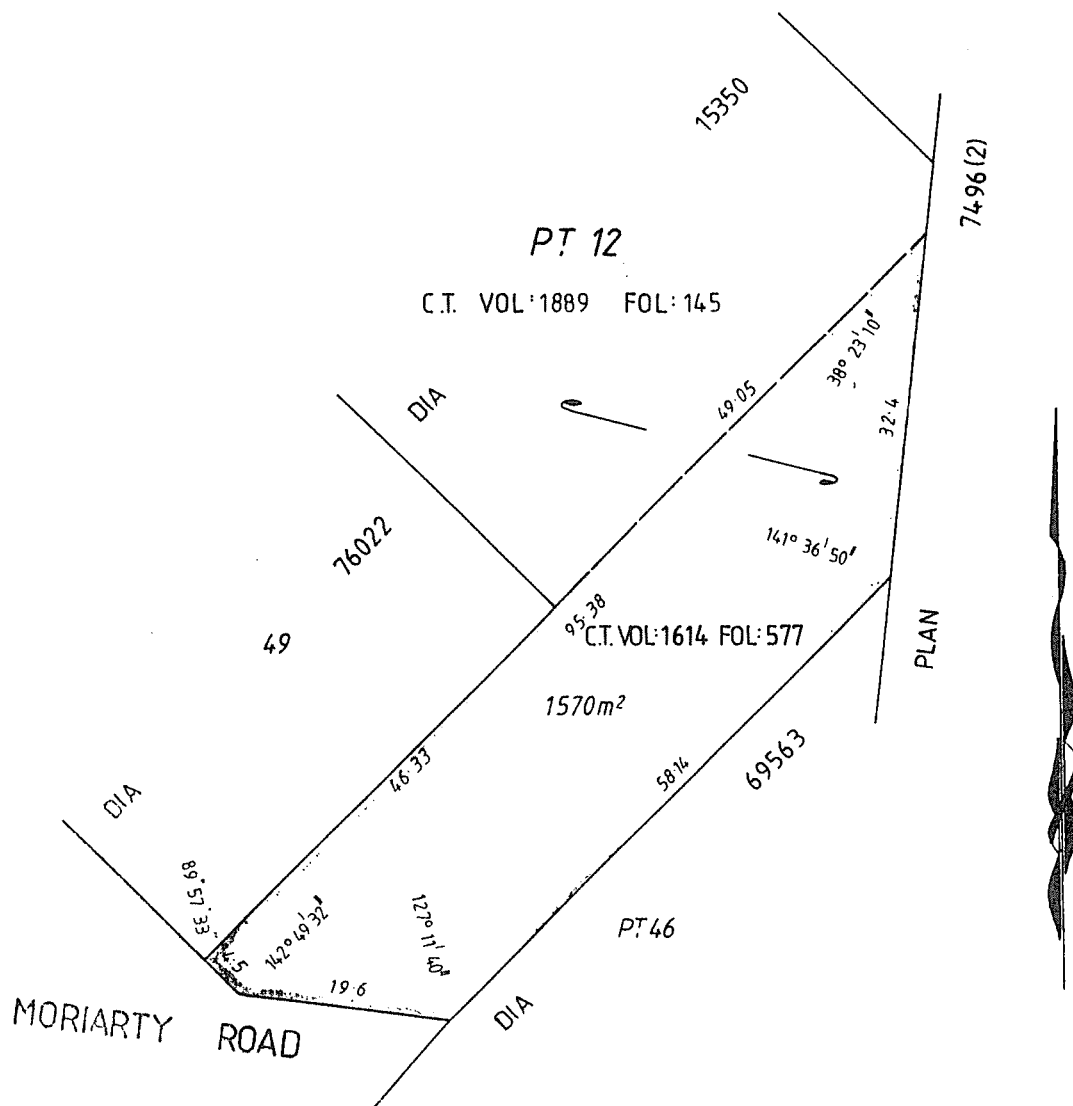 15350
7496 (2)
PT. 12
C.T. VOL: 1889 FOL: 145
38° 23' 10"
49·05
32·4
DIA
76022
141° 36' 50"
95·38
C.T. VOL: 1614 FOL: 577
49
PLAN
1570m²
46·33
58·14
69563
DIA
89° 57' 33"
142° 49' 32"
127° 11' 40"
PT. 46
4·5
19·6
DIA
MORIARTY ROAD